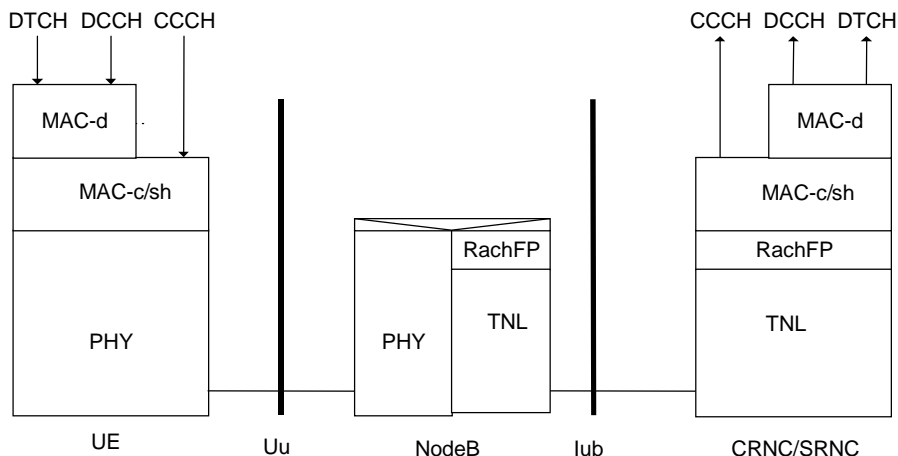 DTCH DCCH CCCH
CCCH DCCH DTCH
MAC-d
MAC-d
MAC-c/sh
MAC-c/sh
RachFP
RachFP
PHY
PHY
TNL
TNL
UE
Uu
NodeB
Iub
CRNC/SRNC